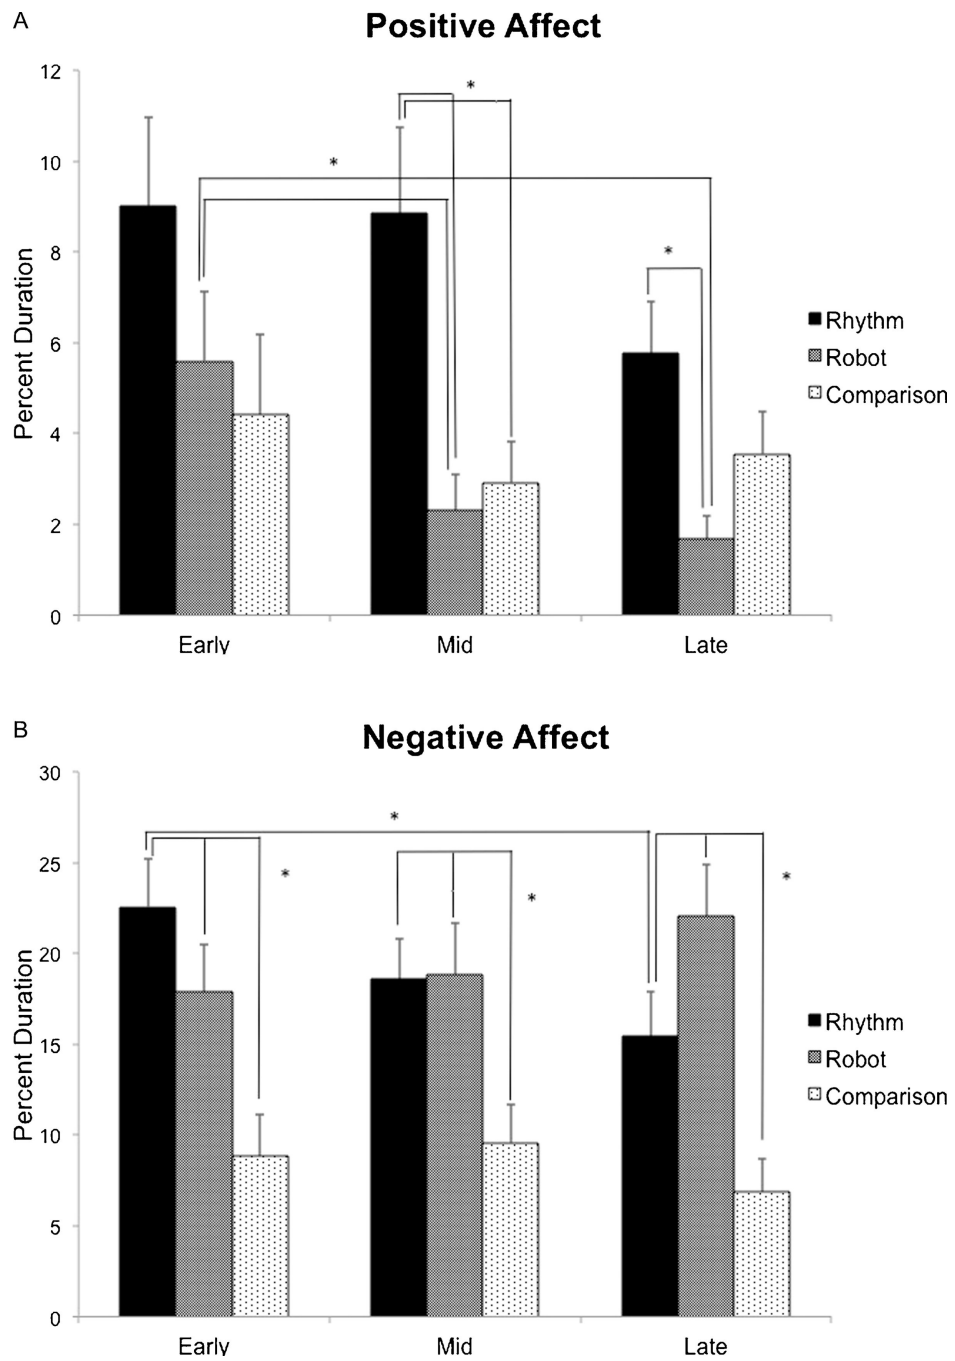 A
Positive Affect
12
10
8
6
4
2
0
Percent Duration
*
*
*
Rhythm
Robot
Comparison
Early Mid Late
B
Negative Affect
30
25
20
15
10
5
0
Percent Duration
*
*
*
*
Rhythm
Robot
Comparison
Early Mid Late